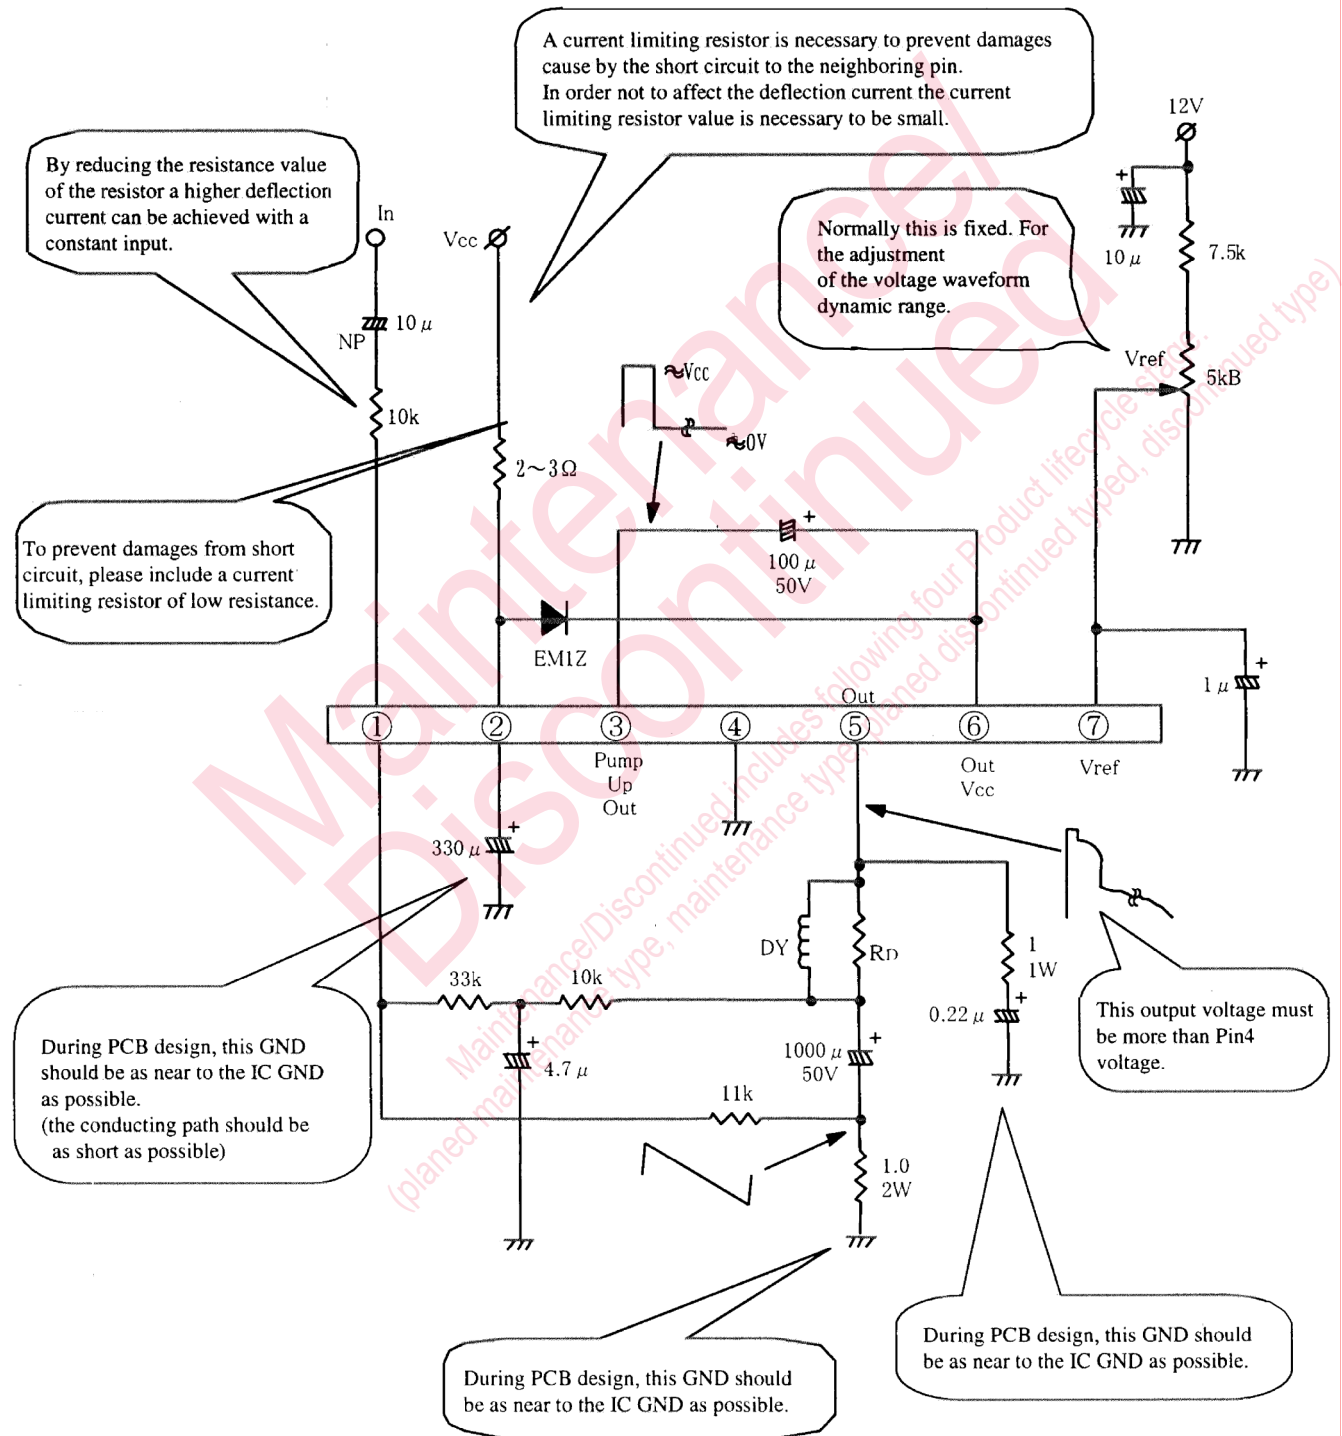 A current limiting resistor is necessary to prevent damages
cause by the short circuit to the neighboring pin.
In order not to affect the deflection current the current
limiting resistor value is necessary to be small.
12V
By reducing the resistance value
of the resistor a higher deflection
current can be achieved with a
constant input.
In
Vcc
Normally this is fixed. For
the adjustment
of the voltage waveform
dynamic range.
+
10 μ
7.5k
NP
10 μ
10k
≈Vcc
≈0V
Vref
5kB
2~3Ω
To prevent damages from short
circuit, please include a current
limiting resistor of low resistance.
+
100 μ
50V
EM1Z
+
1 μ
Out
① ② ③ ④ ⑤ ⑥ ⑦
Pump
Up
Out
Out
Vcc
Vref
+
330 μ
DY
RD
1
1W
+
0.22 μ
33k
10k
+
4.7 μ
+
1000 μ
50V
11k
1.0
2W
This output voltage must
be more than Pin4
voltage.
During PCB design, this GND
should be as near to the IC GND
as possible.
(the conducting path should be
as short as possible)
During PCB design, this GND should
be as near to the IC GND as possible.
During PCB design, this GND should
be as near to the IC GND as possible.
Maintenance/
Discontinued
Maintenance/Discontinued includes following four Product lifecycle stage.
(planed maintenance type, maintenance type, planed discontinued typed, discontinued type)